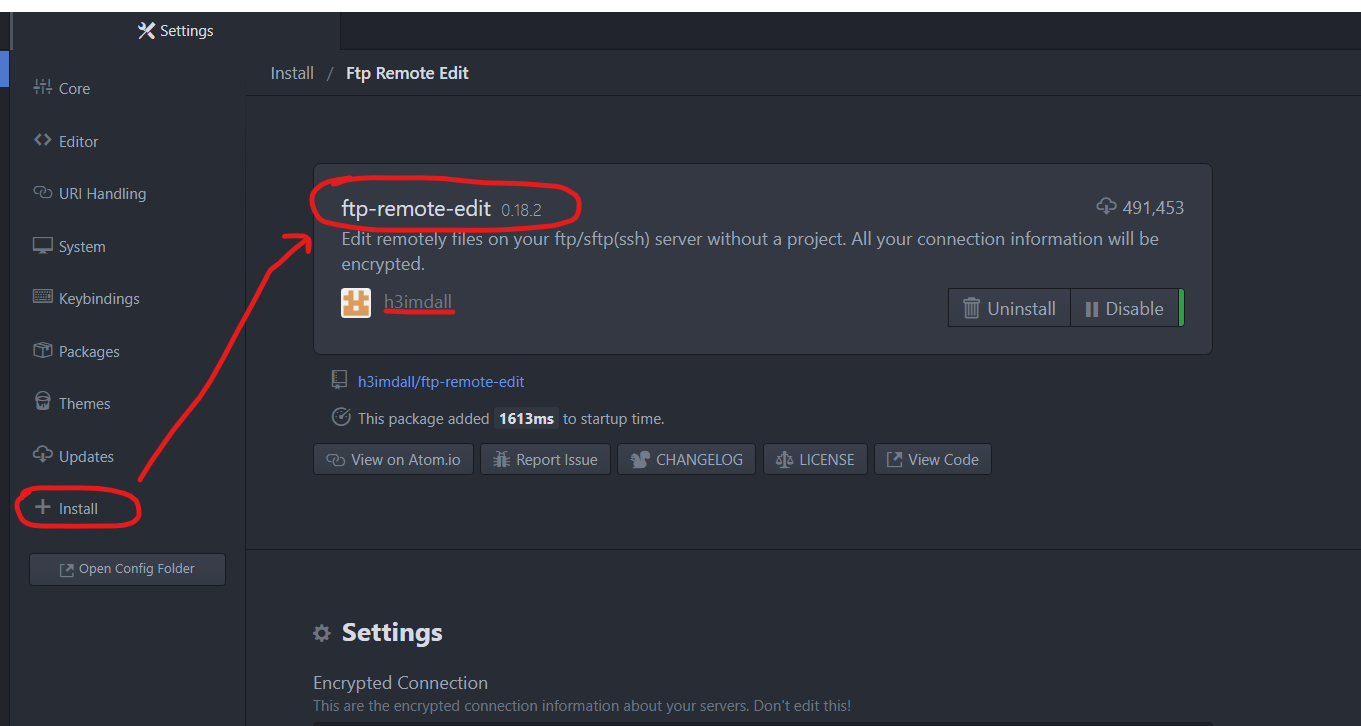 Settings
Core
Editor
URI Handling
System
Keybindings
Packages
Themes
Updates
Install
Open Config Folder
Install / Ftp Remote Edit
ftp-remote-edit 0.18.2
491,453
Edit remotely files on your ftp/sftp(ssh) server without a project. All your connection information will be
encrypted.
h3imdall
Uninstall
Disable
h3imdall/ftp-remote-edit
This package added 1613ms to startup time.
View on Atom.io
Report Issue
CHANGELOG
LICENSE
View Code
Settings
Encrypted Connection
This are the encrypted connection information about your servers. Don't edit this!